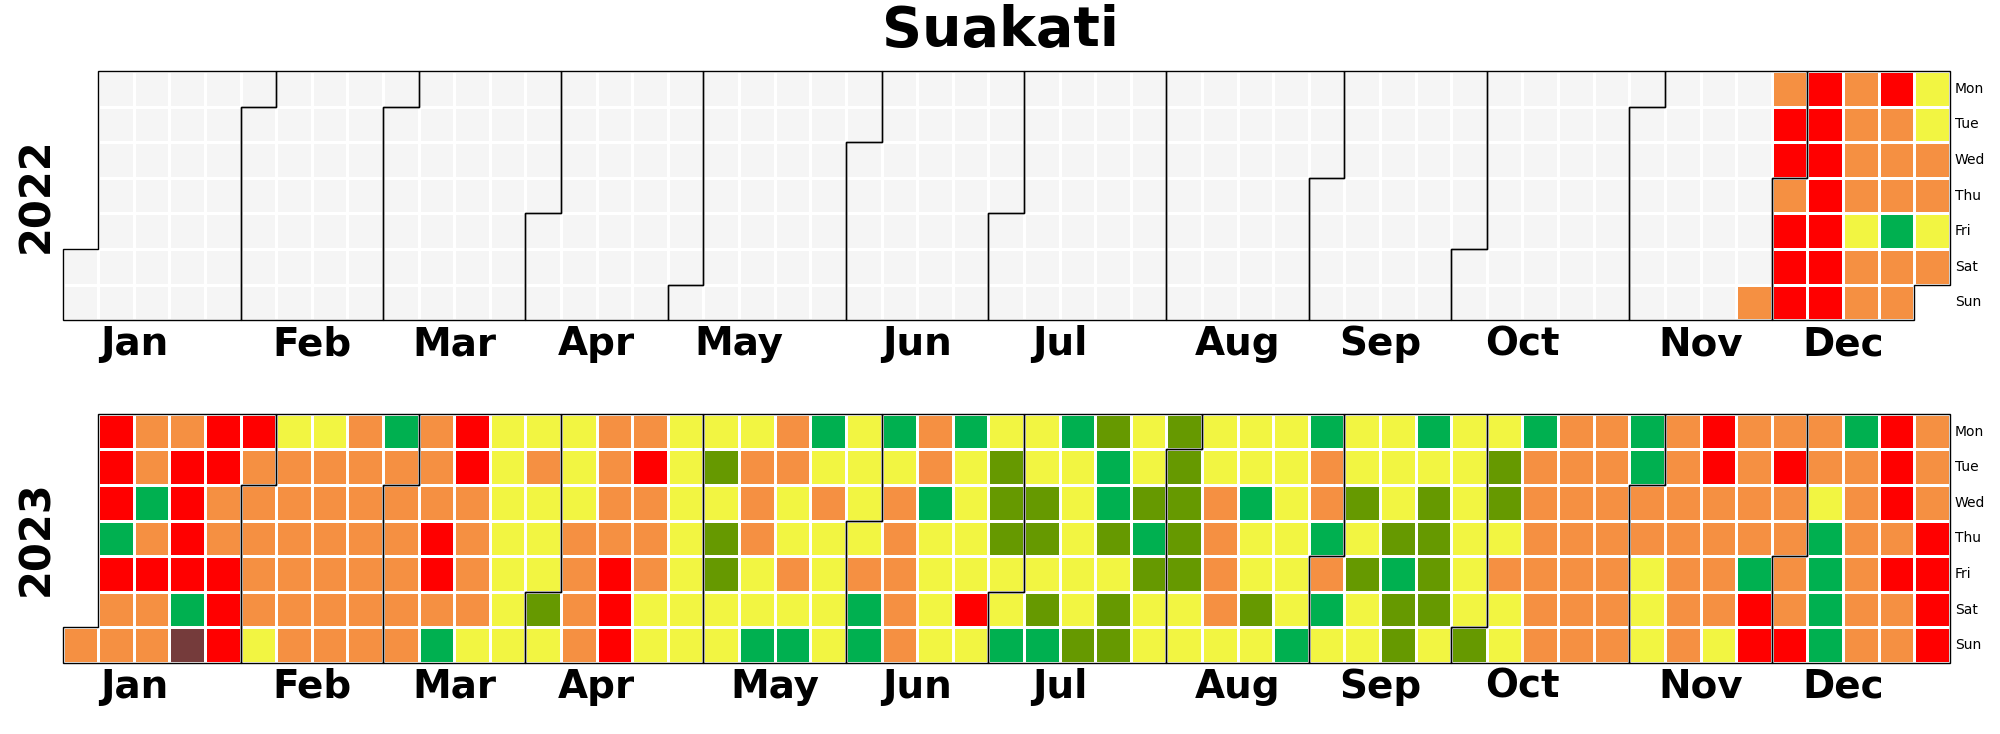 Suakati
2022
Mon
Tue
Wed
Thu
Fri
Sat
Sun
Jan Feb Mar Apr May Jun Jul Aug Sep Oct Nov Dec
2023
Mon
Tue
Wed
Thu
Fri
Sat
Sun
Jan Feb Mar Apr May Jun Jul Aug Sep Oct Nov Dec